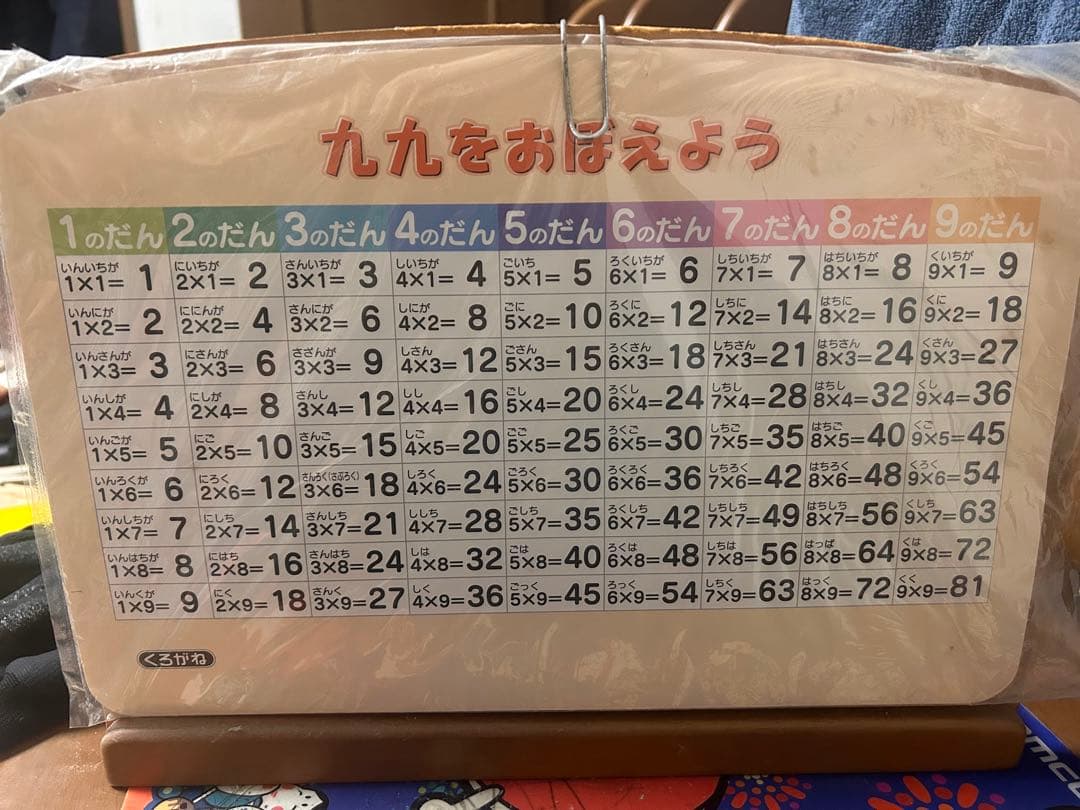 九九をおぼえよう
1のだん 2のだん 3のだん 4のだん 5のだん 6のだん 7のだん 8のだん 9のだん
いんいちが にいちが さんいちが しいちが ごいち ろくいちが しちいちが はちいちが くいちが
1×1= 1 2×1= 2 3×1= 3 4×1= 4 5×1= 5 6×1= 6 7×1= 7 8×1= 8 9×1= 9
いんにが ににんが さんにが しにが ごに ろくに しちに はちに くに
1×2= 2 2×2= 4 3×2= 6 4×2= 8 5×2=10 6×2=12 7×2=14 8×2=16 9×2=18
いんさんが にさんが さざんが しさん ごさん ろくさん しちさん はちさん くさん
1×3= 3 2×3= 6 3×3= 9 4×3=12 5×3=15 6×3=18 7×3=21 8×3=24 9×3=27
いんしが にしが さんし しし ごし ろくし しちし はちし くし
1×4= 4 2×4= 8 3×4=12 4×4=16 5×4=20 6×4=24 7×4=28 8×4=32 9×4=36
いんごが にご さんご しご ごご ろくご しちご はちご くご
1×5= 5 2×5=10 3×5=15 4×5=20 5×5=25 6×5=30 7×5=35 8×5=40 9×5=45
いんろくが にろく さんろく(さぶろく) しろく ごろく ろくろく しちろく はちろく くろく
1×6= 6 2×6=12 3×6=18 4×6=24 5×6=30 6×6=36 7×6=42 8×6=48 9×6=54
いんしちが にしち さんしち ししち ごしち ろくしち しちしち はちしち くしち
1×7= 7 2×7=14 3×7=21 4×7=28 5×7=35 6×7=42 7×7=49 8×7=56 9×7=63
いんはちが にはち さんはち しは ごは ろくは しちは はっぱ くは
1×8= 8 2×8=16 3×8=24 4×8=32 5×8=40 6×8=48 7×8=56 8×8=64 9×8=72
いんくが にく さんく しく ごっく ろっく しちく はっく くく
1×9= 9 2×9=18 3×9=27 4×9=36 5×9=45 6×9=54 7×9=63 8×9=72 9×9=81
くろがね